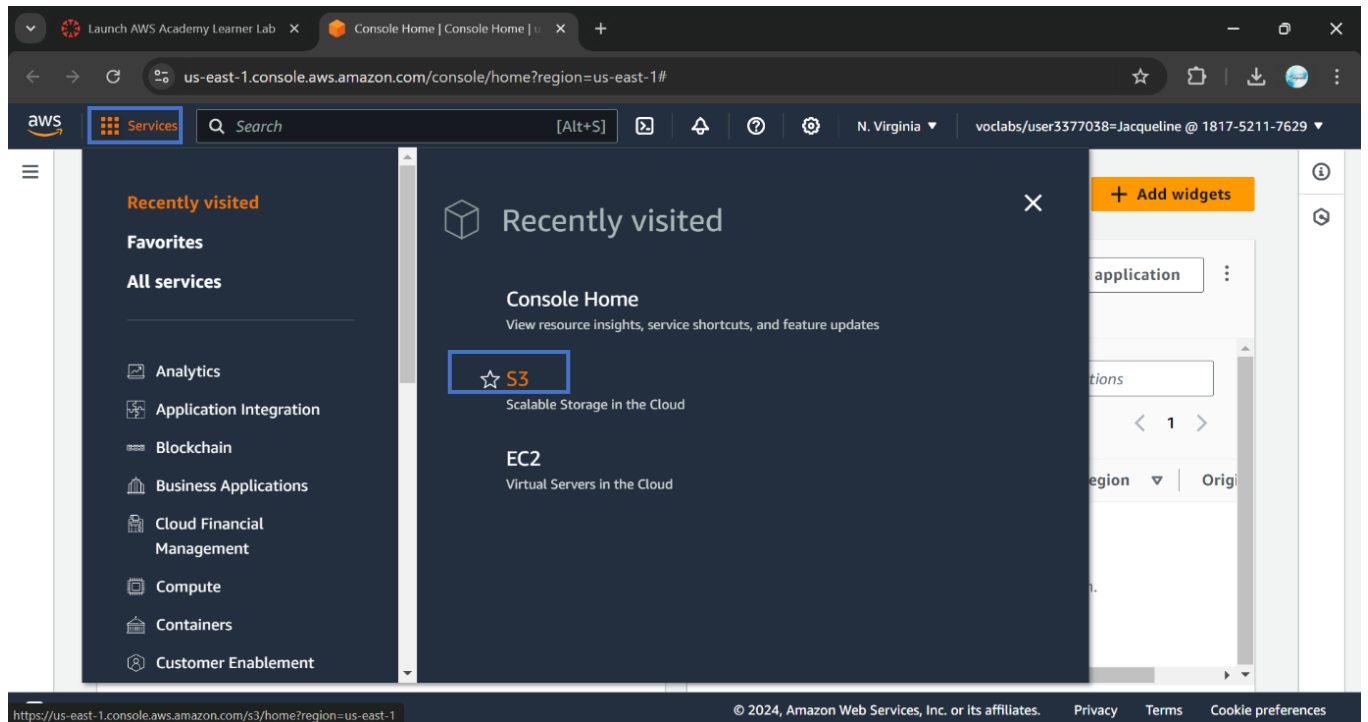 Launch AWS Academy Learner Lab
Console Home | Console Home | u
us-east-1.console.aws.amazon.com/console/home?region=us-east-1#
aws
Services
Search
[Alt+S]
N. Virginia
voclabs/user3377038=Jacqueline @ 1817-5211-7629
Recently visited
Favorites
All services
Analytics
Application Integration
Blockchain
Business Applications
Cloud Financial
Management
Compute
Containers
Customer Enablement
Recently visited
Console Home
View resource insights, service shortcuts, and feature updates
S3
Scalable Storage in the Cloud
EC2
Virtual Servers in the Cloud
+ Add widgets
application
tions
1
egion
Origi
https://us-east-1.console.aws.amazon.com/s3/home?region=us-east-1
© 2024, Amazon Web Services, Inc. or its affiliates.
Privacy
Terms
Cookie preferences